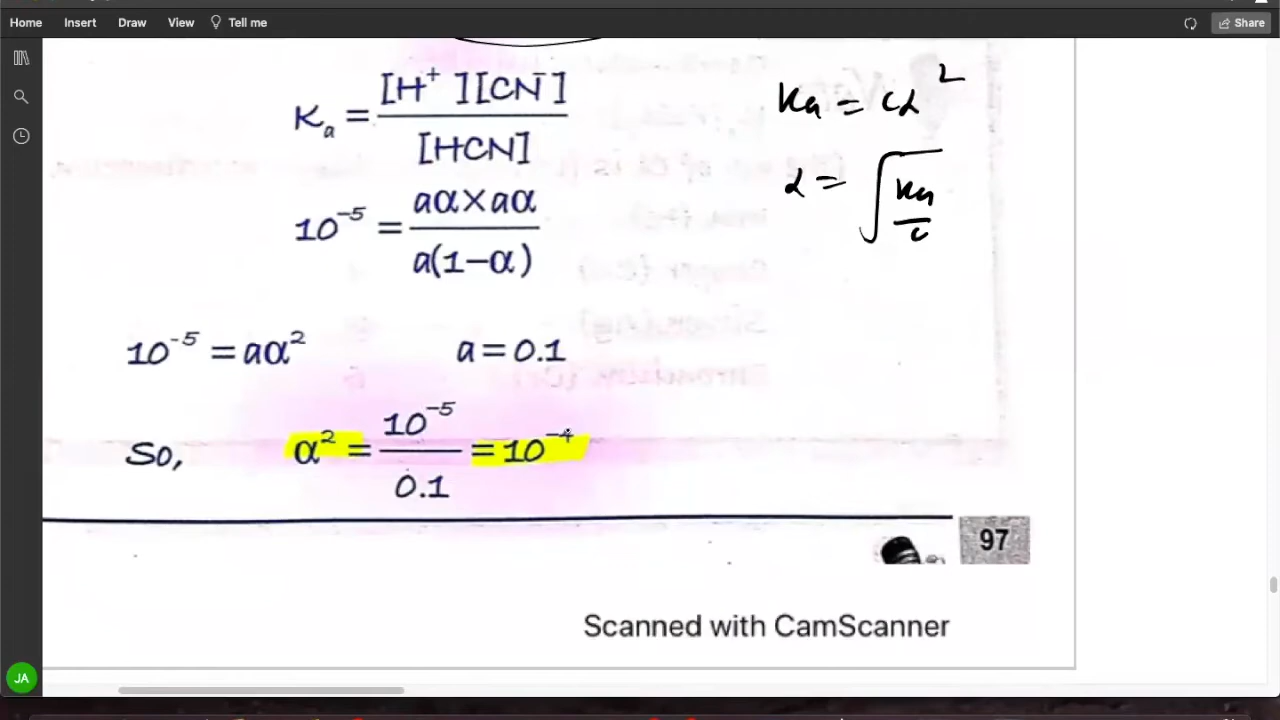 Home Insert Draw View Tell me Share
Kₐ = [H⁺][CN⁻] / [HCN]
Ka = cα²
10⁻⁵ = aα×aα / a(1−α)
α = √(Ka / c)
10⁻⁵ = aα² a = 0.1
So, α² = 10⁻⁵ / 0.1 = 10⁻⁴
97
Scanned with CamScanner
JA